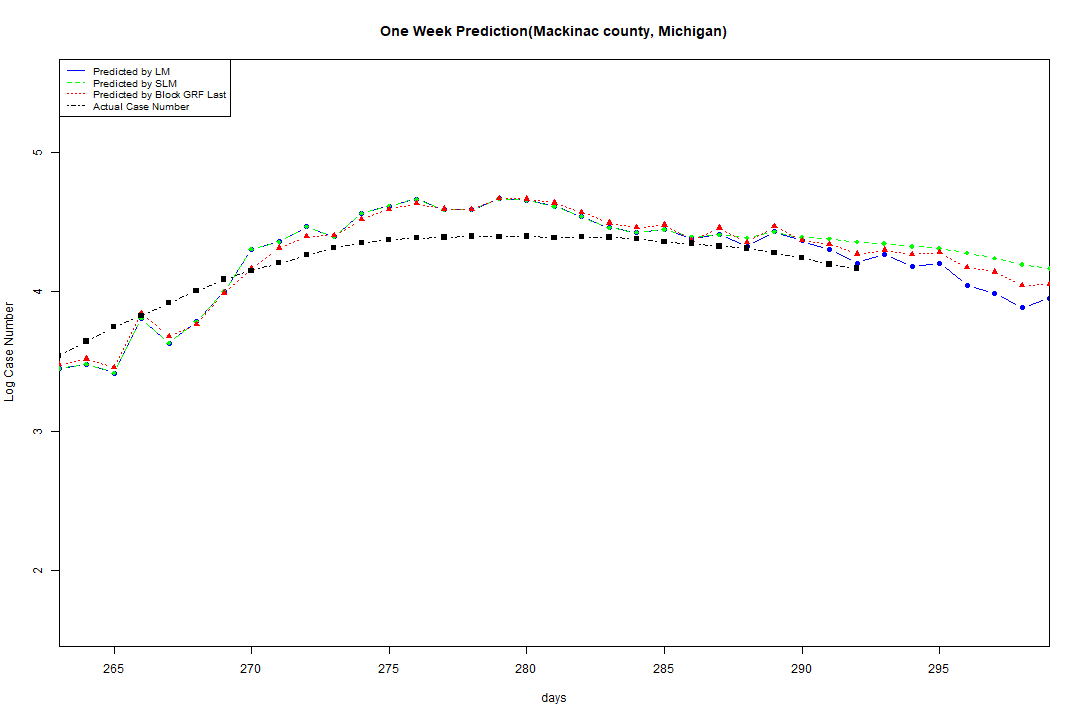 One Week Prediction(Mackinac county, Michigan)
Predicted by LM
Predicted by SLM
Predicted by Block GRF Last
Actual Case Number
5
4
3
2
Log Case Number
265 270 275 280 285 290 295
days